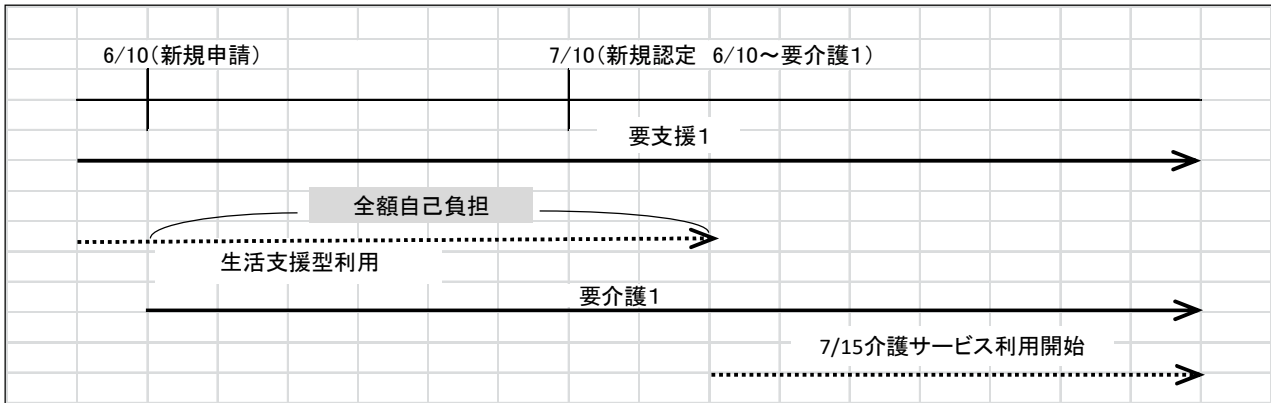 6/10(新規申請)
7/10(新規認定 6/10~要介護1)
要支援1
全額自己負担
生活支援型利用
要介護1
7/15介護サービス利用開始